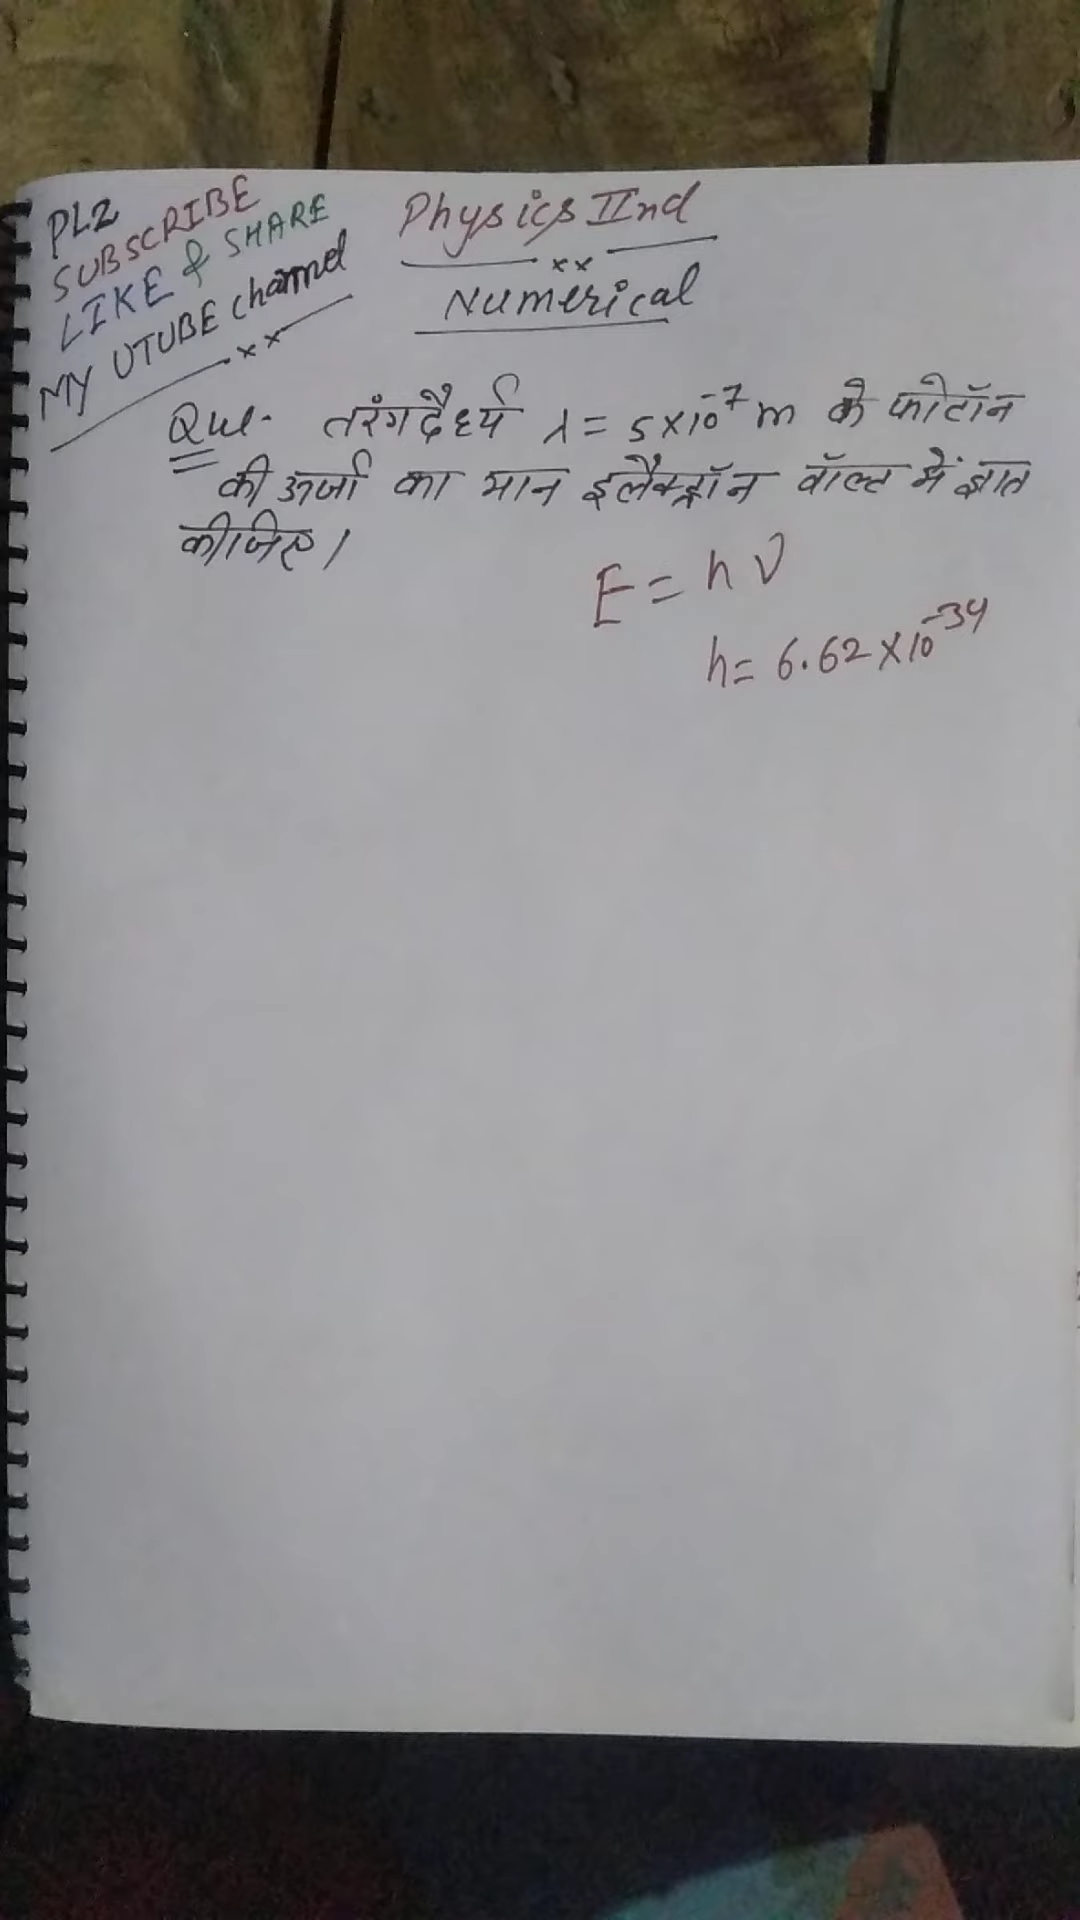 PLZ
SUBSCRIBE
LIKE & SHARE
MY UTUBE channel
Physics IInd
Numerical
Que. तरंगदैर्ध्य λ = 5×10⁻⁷ m के फोटॉन
की ऊर्जा का मान इलैक्ट्रॉन वॉल्ट में ज्ञात
कीजिए।
E = hν
h = 6.62×10⁻³⁴